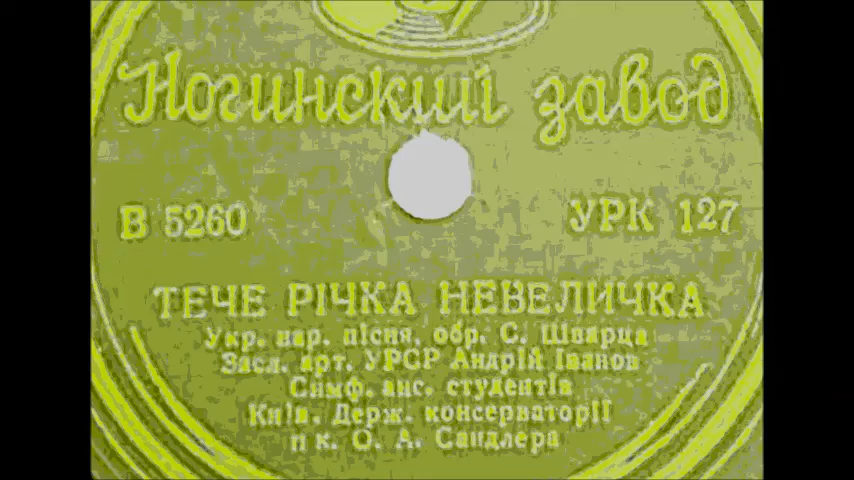 Ногинский завод
В 5260 УРК 127
ТЕЧЕ РІЧКА НЕВЕЛИЧКА
Укр. нар. пісня, обр. С. Шварца
Засл. арт. УРСР Андрій Іванов
Симф. анс. студентів
Київ. Держ. консерваторії
п к. О. А. Сандлера